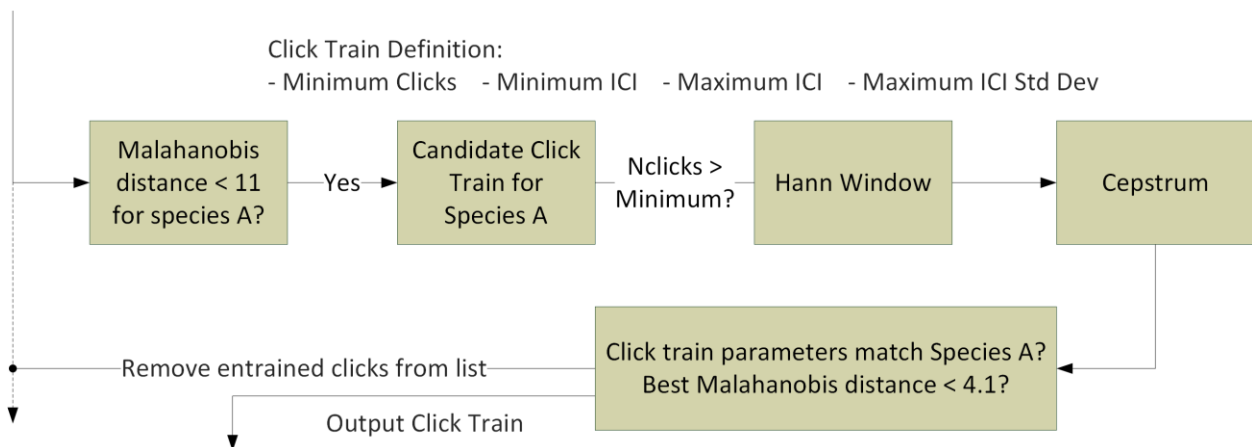 Click Train Definition:
- Minimum Clicks - Minimum ICI - Maximum ICI - Maximum ICI Std Dev
Malahanobis
distance < 11
for species A?
Yes
Candidate Click
Train for
Species A
Nclicks >
Minimum?
Hann Window
Cepstrum
Click train parameters match Species A?
Best Malahanobis distance < 4.1?
Remove entrained clicks from list
Output Click Train